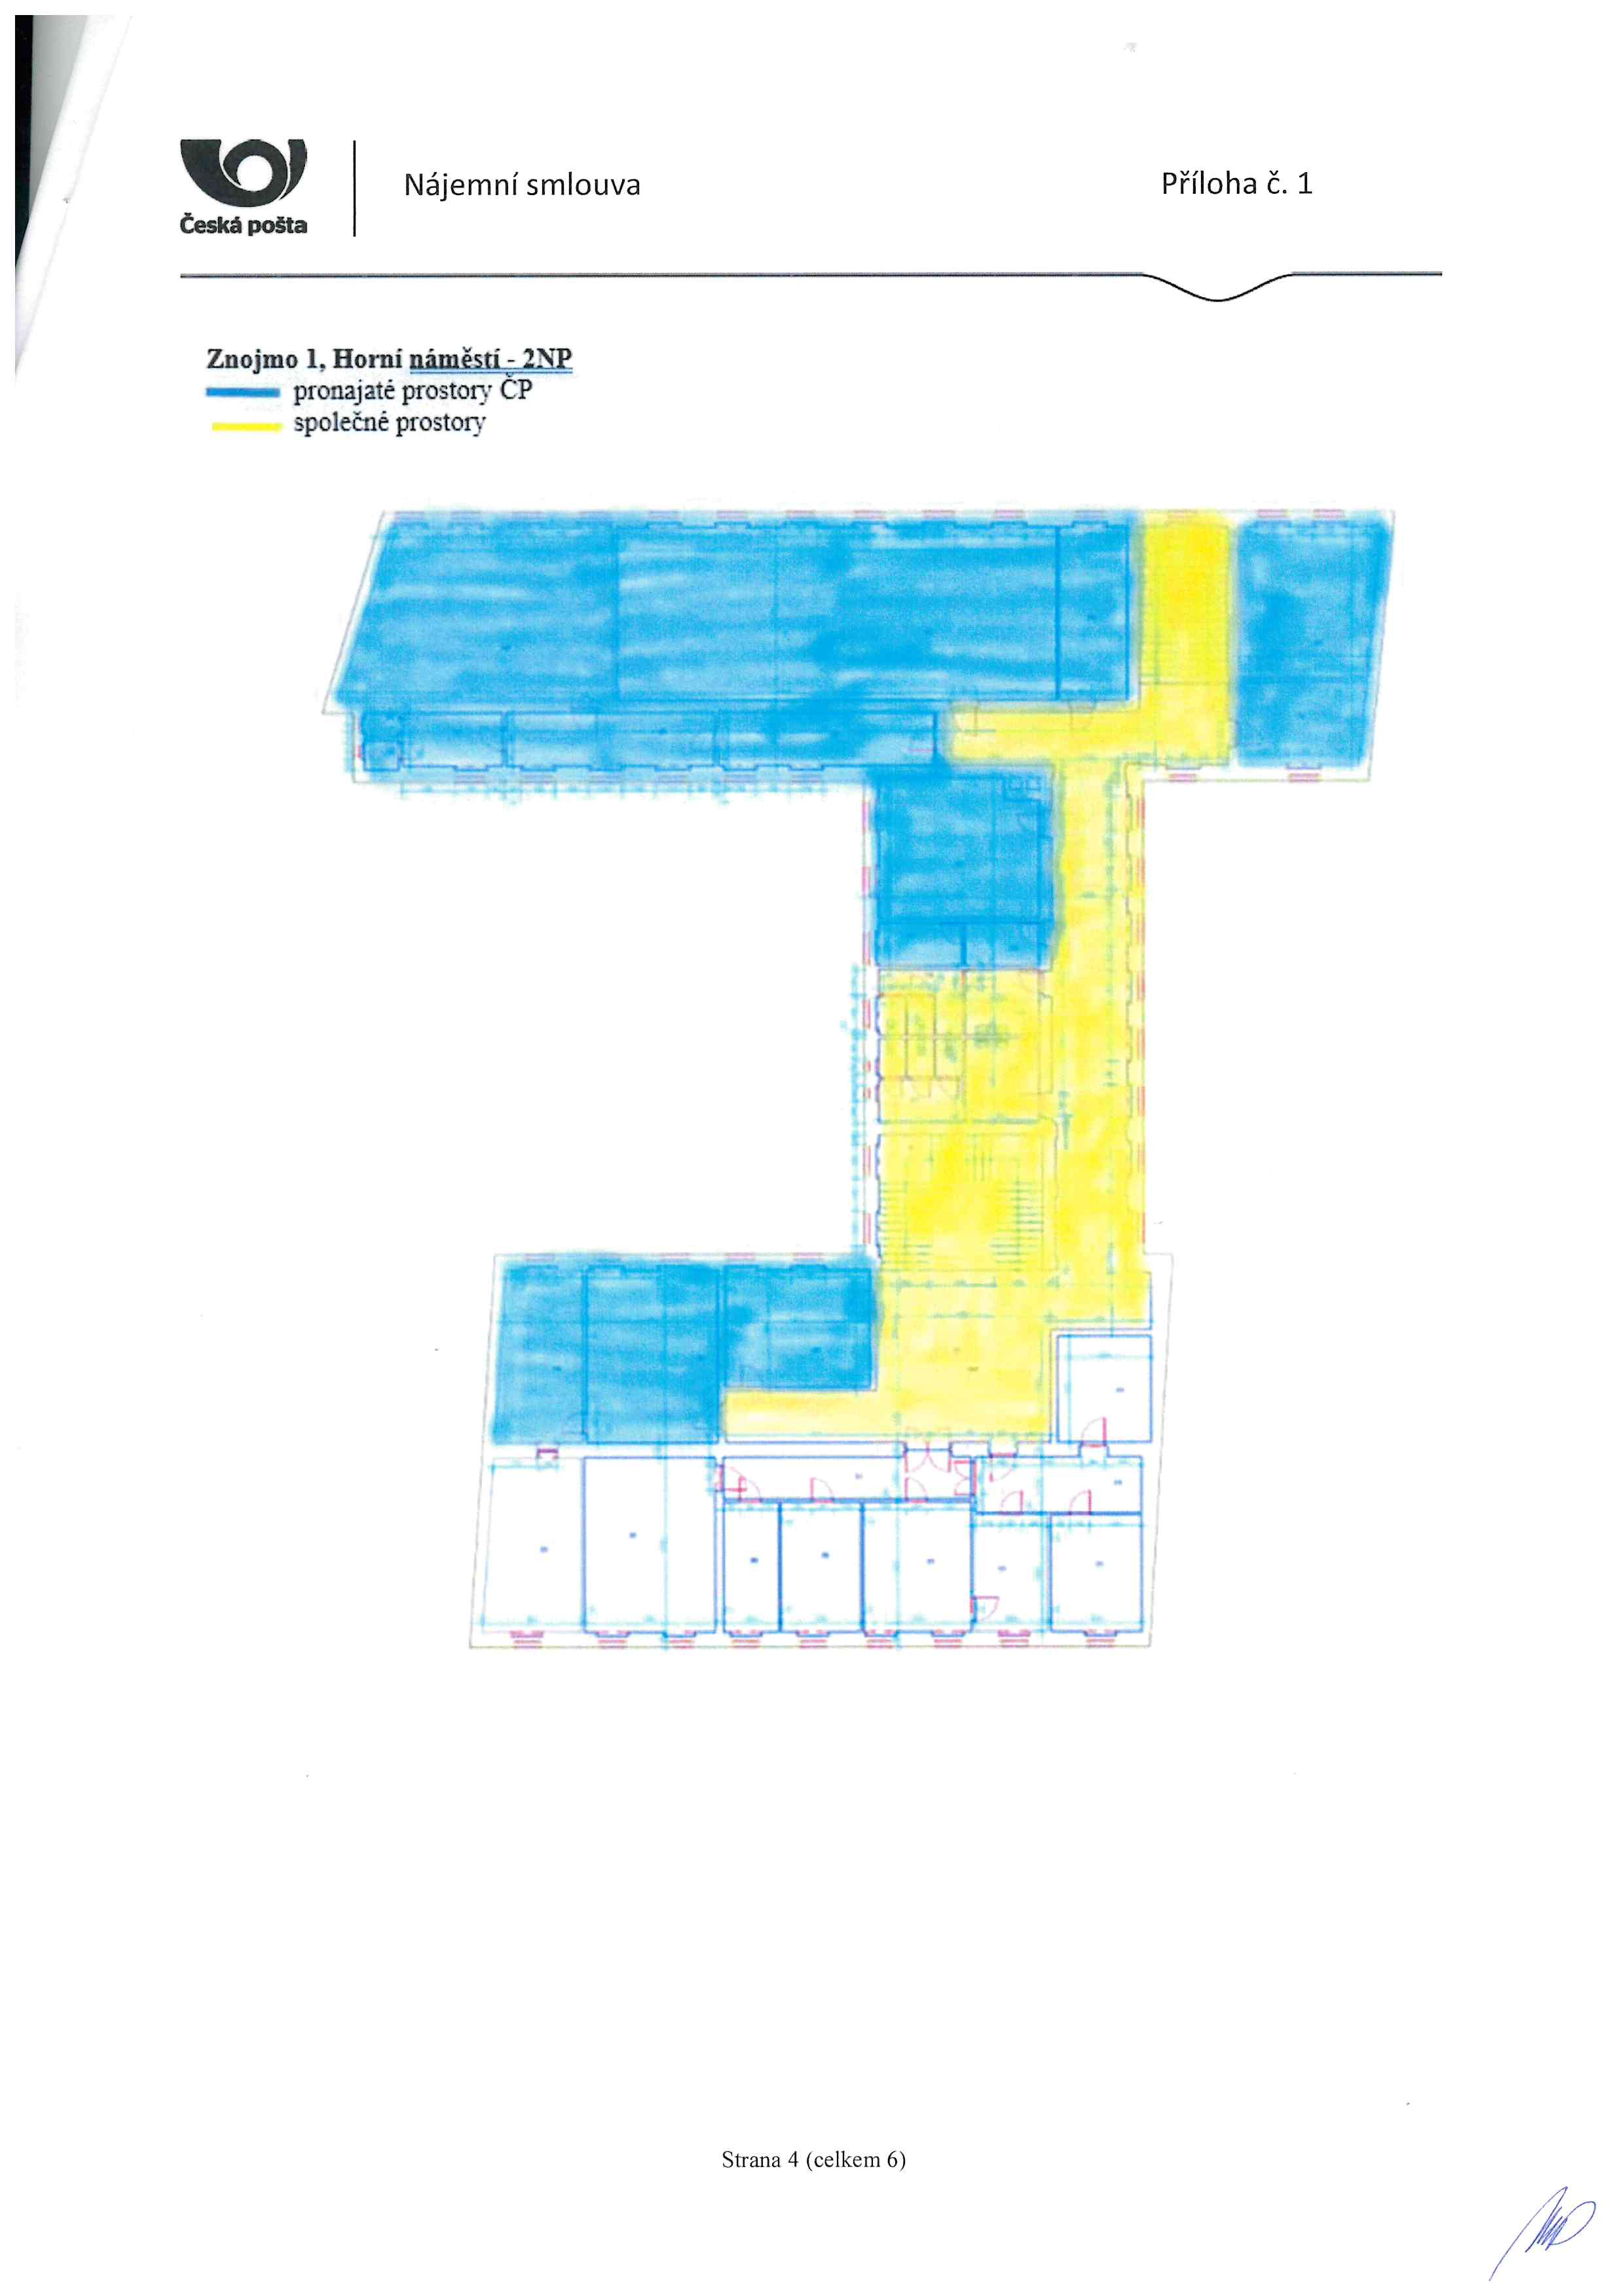 Česká pošta
Nájemní smlouva
Příloha č. 1
Znojmo 1, Horní náměstí - 2NP
pronajaté prostory ČP
společné prostory
Strana 4 (celkem 6)